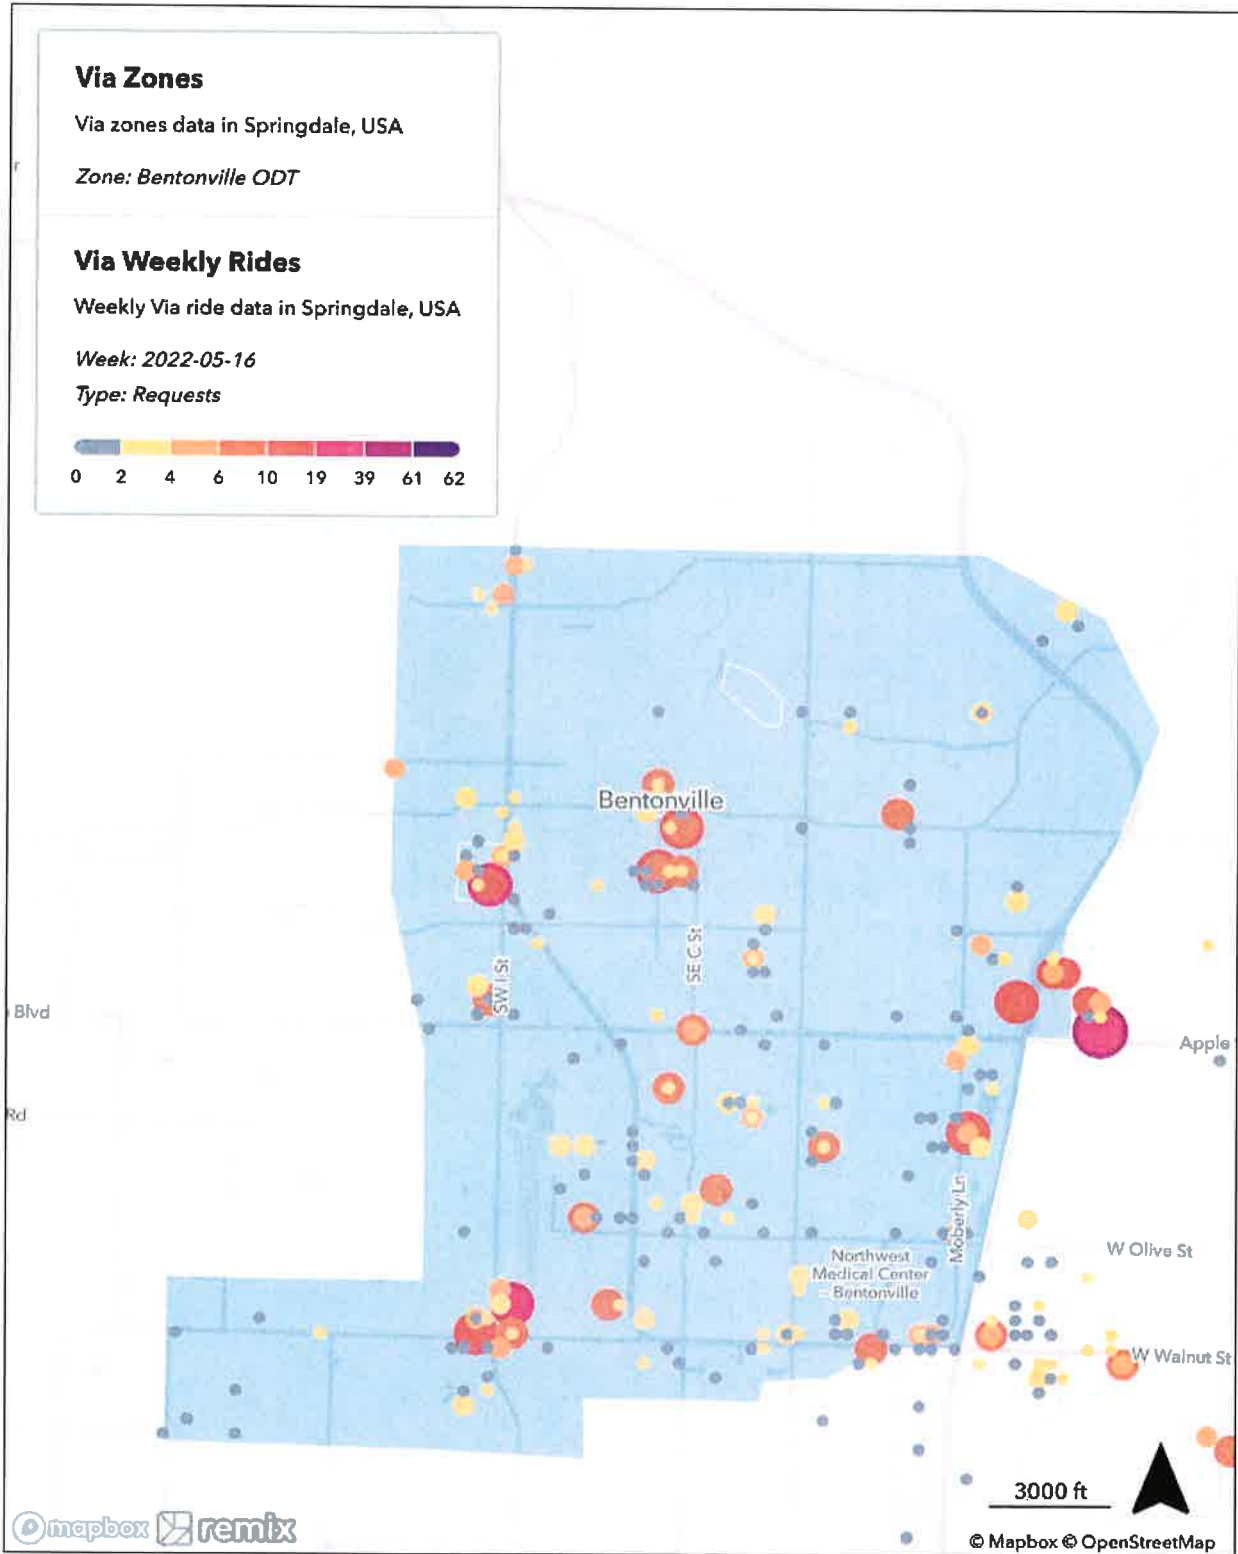 Via Zones
Via zones data in Springdale, USA
Zone: Bentonville ODT
Via Weekly Rides
Weekly Via ride data in Springdale, USA
Week: 2022-05-16
Type: Requests
0 2 4 6 10 19 39 61 62
r
Bentonville
SE C St
SW I St
Blvd
Apple
Rd
Moberly Ln
W Olive St
Northwest
Medical Center
- Bentonville
W Walnut St
3000 ft
mapbox remix
© Mapbox © OpenStreetMap